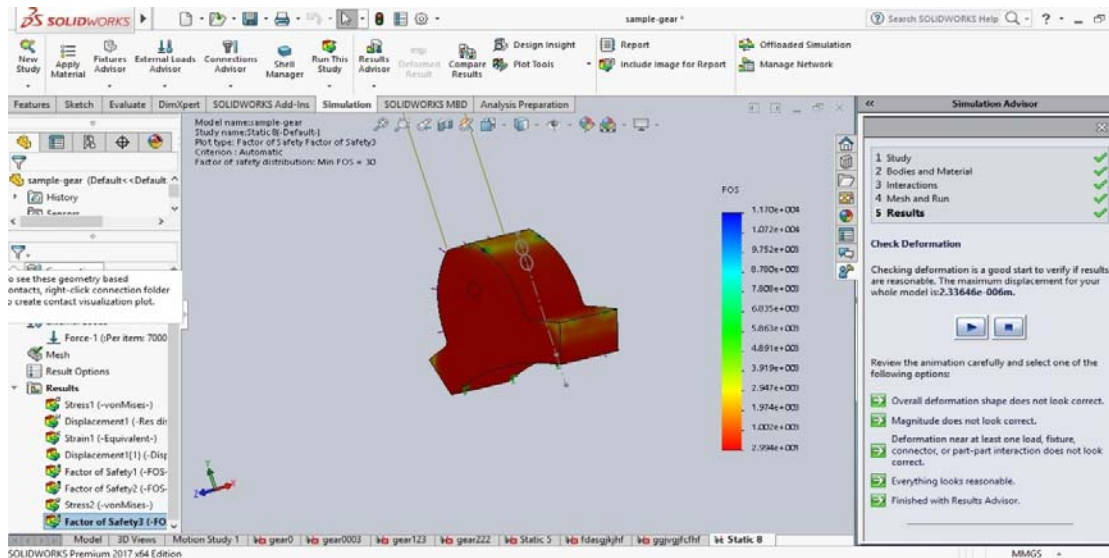 SOLIDWORKS
sample-gear *
Search SOLIDWORKS Help
New Study
Apply Material
Fixtures Advisor
External Loads Advisor
Connections Advisor
Shell Manager
Run This Study
Results Advisor
Deformed Result
Compare Results
Design Insight
Plot Tools
Report
Include Image for Report
Offloaded Simulation
Manage Network
Features Sketch Evaluate DimXpert SOLIDWORKS Add-Ins Simulation SOLIDWORKS MBD Analysis Preparation
Simulation Advisor
Model name:sample-gear
Study name:Static 8(-Default-)
Plot type: Factor of Safety Factor of Safety3
Criterion : Automatic
Factor of safety distribution: Min FOS = 30
sample-gear (Default<<Default
History
Sensors
o see these geometry based
ontacts, right-click connection folder
o create contact visualization plot.
Force-1 (:Per item: 7000
Mesh
Result Options
Results
Stress1 (-vonMises-)
Displacement1 (-Res dis
Strain1 (-Equivalent-)
Displacement1(1) (-Disp
Factor of Safety1 (-FOS-
Factor of Safety2 (-FOS-
Stress2 (-vonMises-)
Factor of Safety3 (-FO
FOS
1.170e+004
1.072e+004
9.752e+003
8.780e+003
7.808e+003
6.835e+003
5.863e+003
4.891e+003
3.919e+003
2.947e+003
1.974e+003
1.002e+003
2.994e+001
1 Study
2 Bodies and Material
3 Interactions
4 Mesh and Run
5 Results
Check Deformation
Checking deformation is a good start to verify if results
are reasonable. The maximum displacement for your
whole model is:2.33646e-006m.
Review the animation carefully and select one of the
following options:
Overall deformation shape does not look correct.
Magnitude does not look correct.
Deformation near at least one load, fixture,
connector, or part-part interaction does not look
correct.
Everything looks reasonable.
Finished with Results Advisor.
Model 3D Views Motion Study 1 gear0 gear0003 gear123 gear222 Static 5 Static 8
SOLIDWORKS Premium 2017 x64 Edition
MMGS